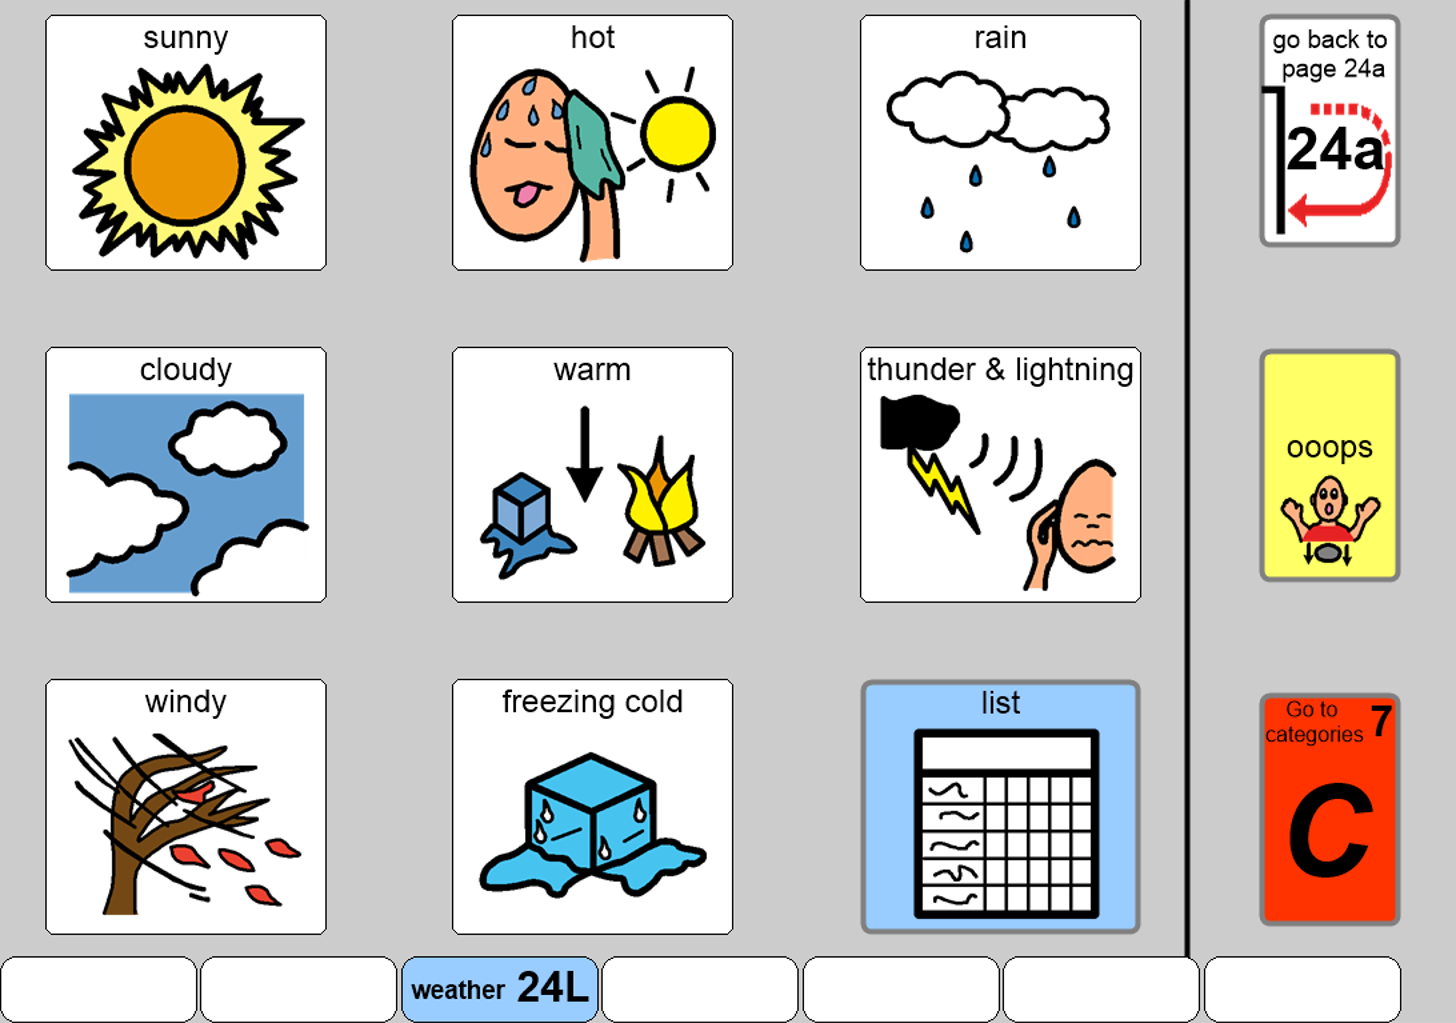 sunny
hot
rain
go back to
page 24a
24a
cloudy
warm
thunder & lightning
ooops
windy
freezing cold
list
Go to
categories 7
C
weather 24L